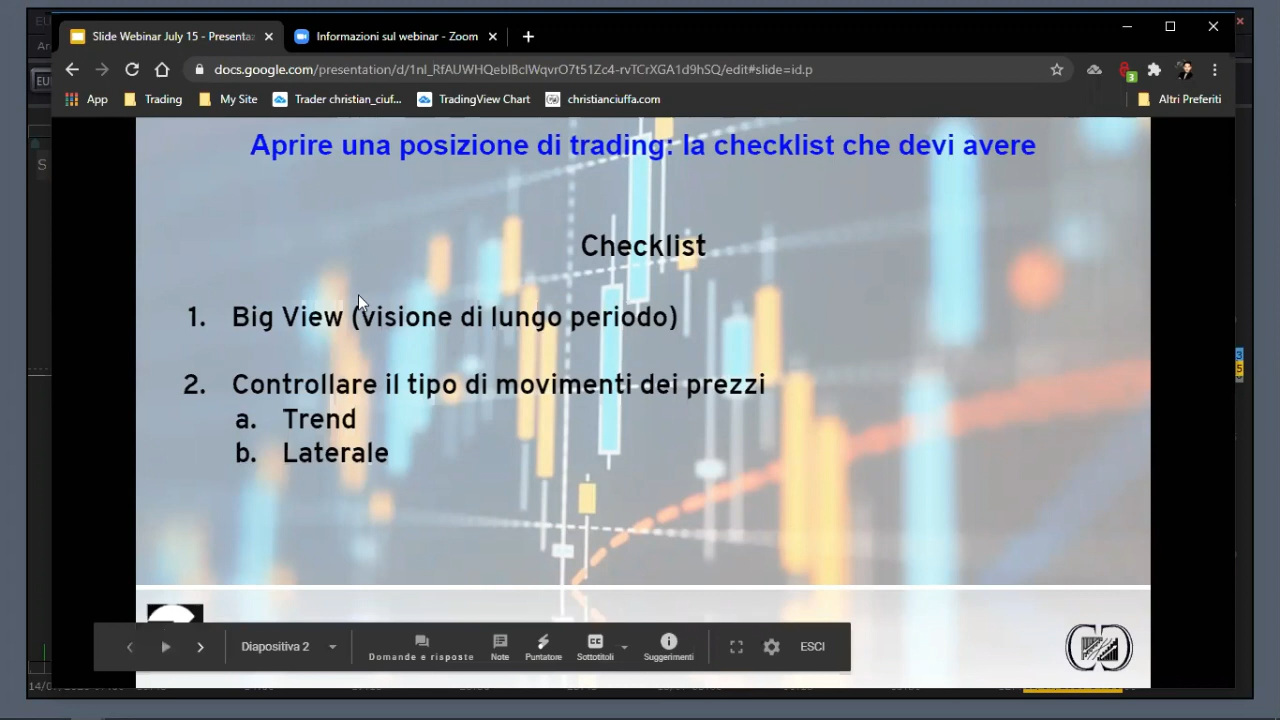 Slide Webinar July 15 - Presentaz
Informazioni sul webinar - Zoom
docs.google.com/presentation/d/1nI_RfAUWHQeblBclWqvrO7t51Zc4-rvTCrXGA1d9hSQ/edit#slide=id.p
3
App
Trading
My Site
Trader christian_ciuf...
TradingView Chart
christianciuffa.com
Altri Preferiti
Aprire una posizione di trading: la checklist che devi avere
Checklist
1. Big View (visione di lungo periodo)
2. Controllare il tipo di movimenti dei prezzi
a. Trend
b. Laterale
Diapositiva 2
Domande e risposte
Note
Puntatore
Sottotitoli
Suggerimenti
ESCI